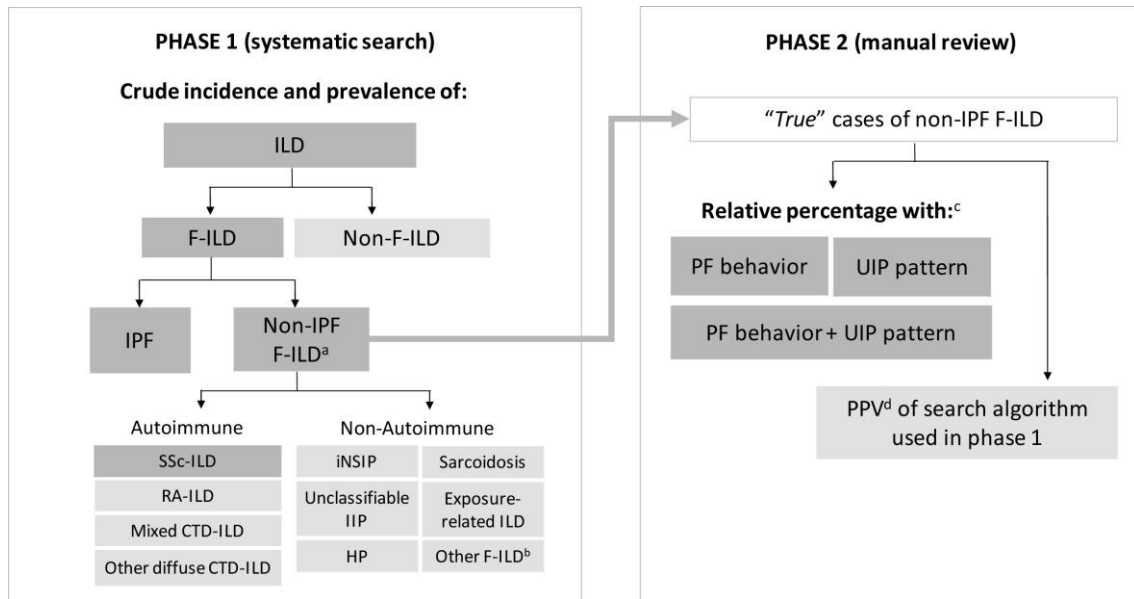 PHASE 1 (systematic search)
Crude incidence and prevalence of:
ILD
F-ILD
Non-F-ILD
IPF
Non-IPF
F-ILDᵃ
Autoimmune
SSc-ILD
RA-ILD
Mixed CTD-ILD
Other diffuse CTD-ILD
Non-Autoimmune
iNSIP
Sarcoidosis
Unclassifiable
IIP
Exposure-
related ILD
HP
Other F-ILDᵇ
PHASE 2 (manual review)
“True” cases of non-IPF F-ILD
Relative percentage with:ᶜ
PF behavior
UIP pattern
PF behavior + UIP pattern
PPVᵈ of search algorithm
used in phase 1